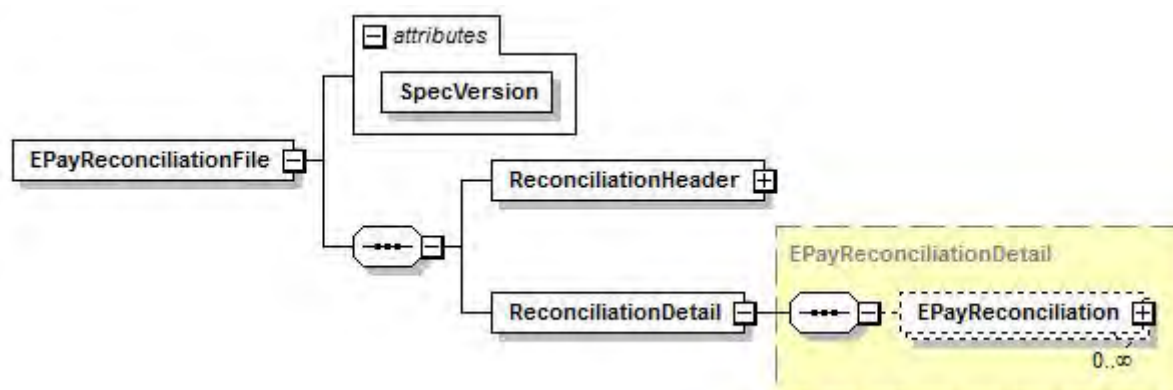 attributes
SpecVersion
EPayReconciliationFile
ReconciliationHeader
EPayReconciliationDetail
ReconciliationDetail
EPayReconciliation
0..∞